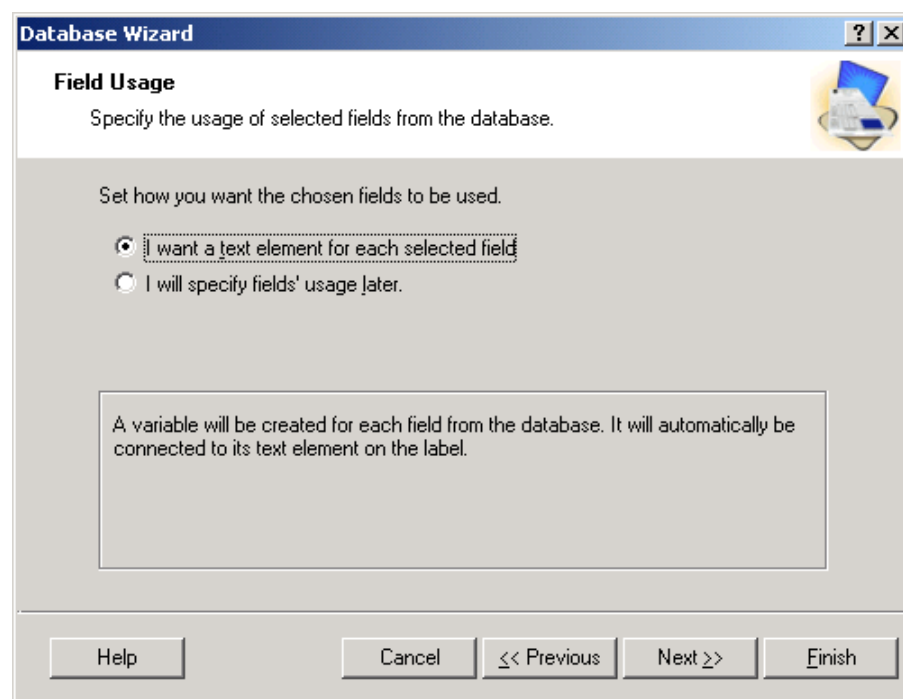 Database Wizard
Field Usage
Specify the usage of selected fields from the database.
Set how you want the chosen fields to be used.
I want a text element for each selected field
I will specify fields' usage later.
A variable will be created for each field from the database. It will automatically be
connected to its text element on the label.
Help
Cancel
<< Previous
Next >>
Finish